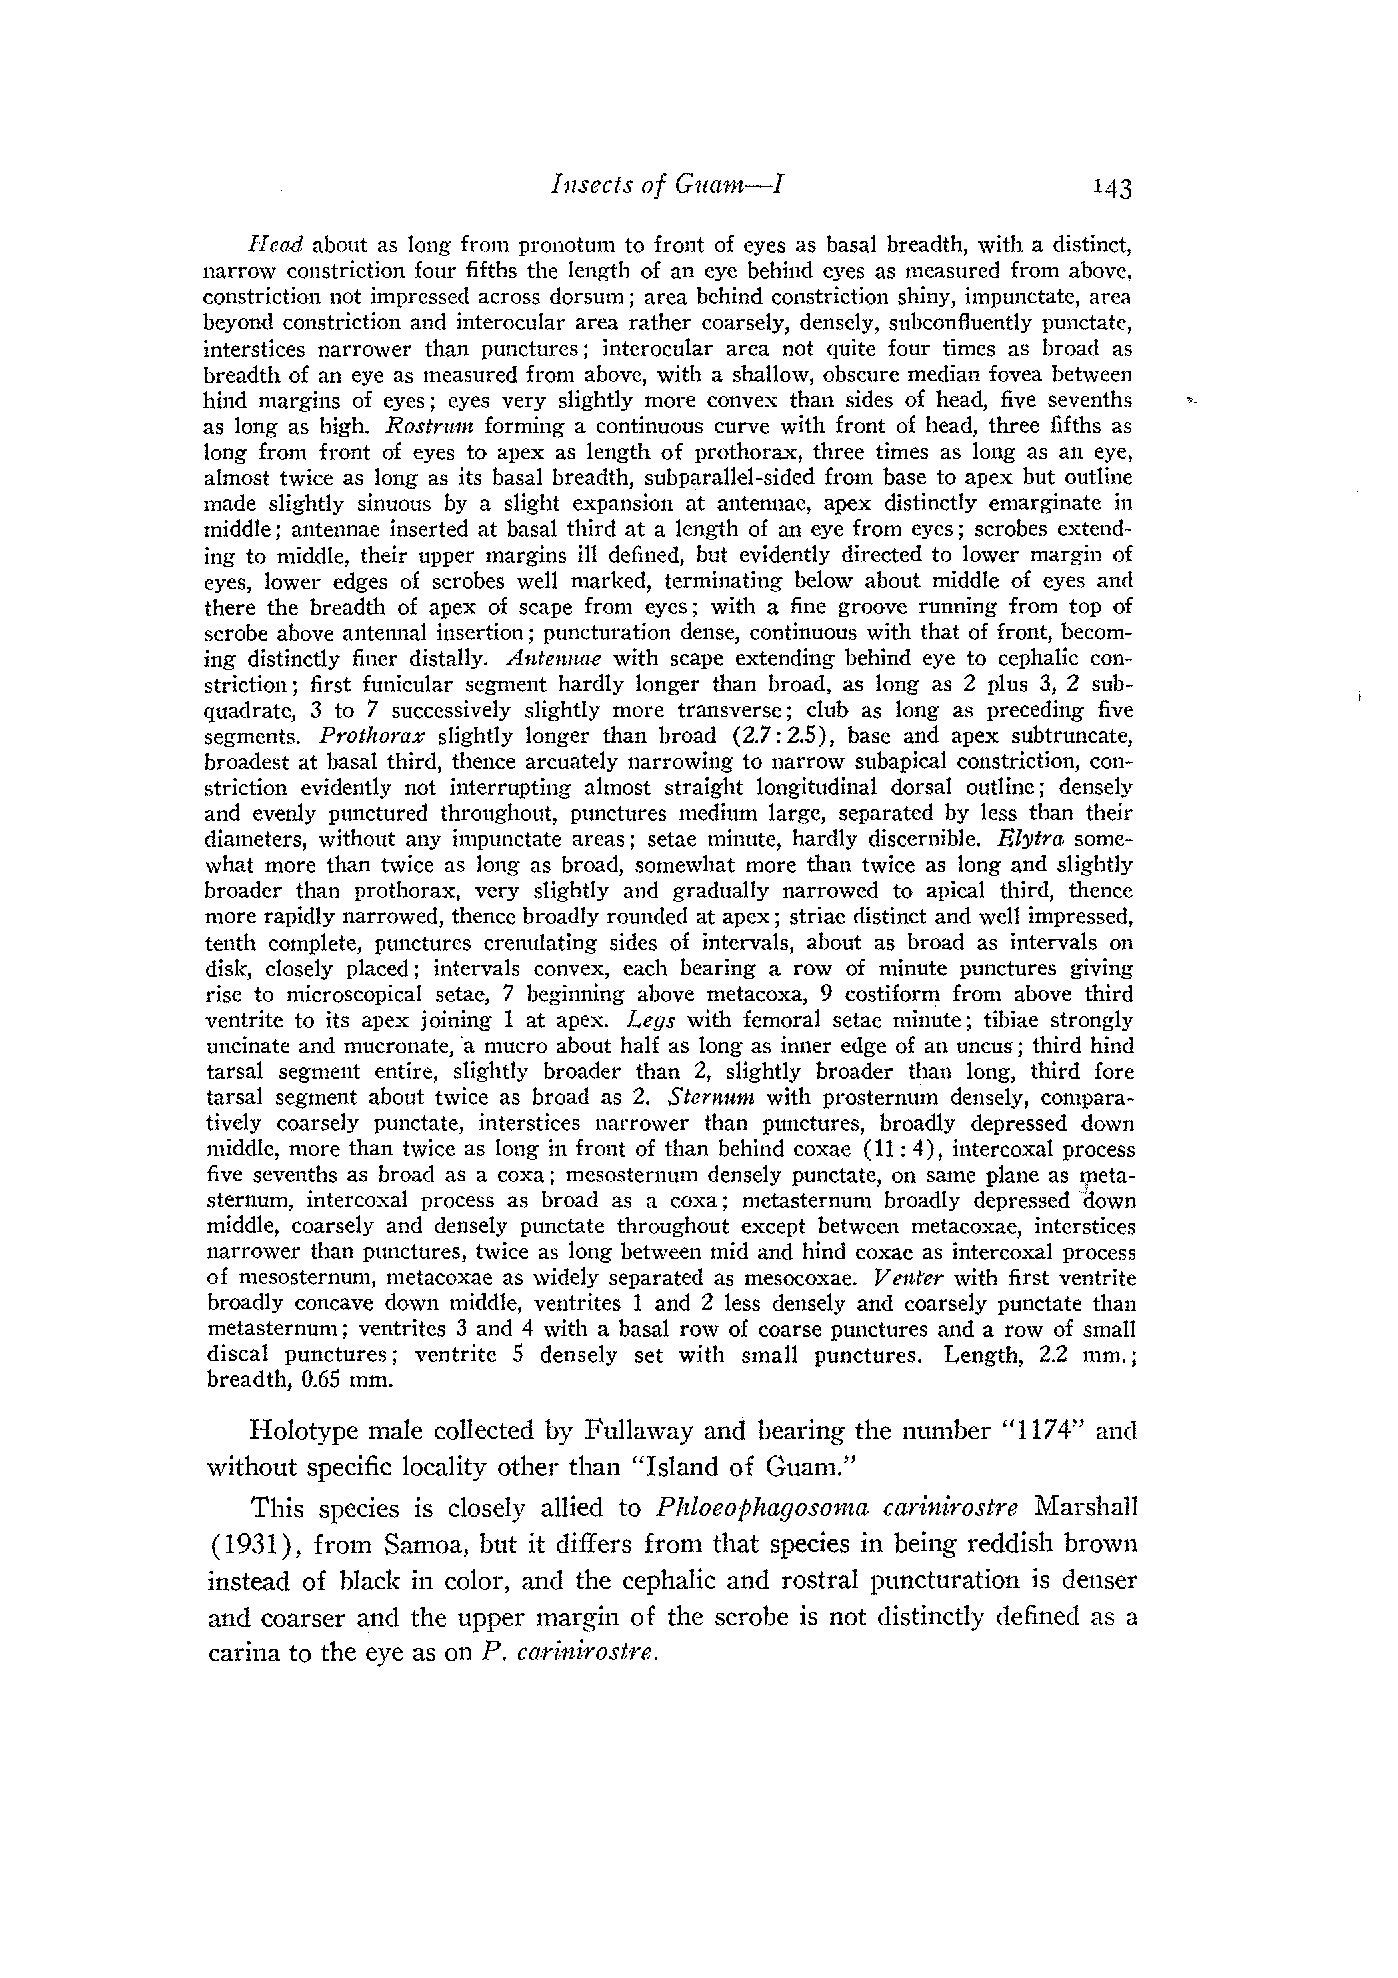 Insects of Guam—I 143
Head about as long from pronotum to front of eyes as basal breadth, with a distinct,
narrow constriction four fifths the length of an eye behind eyes as measured from above,
constriction not impressed across dorsum; area behind constriction shiny, impunctate, area
beyond constriction and interocular area rather coarsely, densely, subconfluently punctate,
interstices narrower than punctures; interocular area not quite four times as broad as
breadth of an eye as measured from above, with a shallow, obscure median fovea between
hind margins of eyes; eyes very slightly more convex than sides of head, five sevenths
as long as high. Rostrum forming a continuous curve with front of head, three fifths as
long from front of eyes to apex as length of prothorax, three times as long as an eye,
almost twice as long as its basal breadth, subparallel-sided from base to apex but outline
made slightly sinuous by a slight expansion at antennae, apex distinctly emarginate in
middle; antennae inserted at basal third at a length of an eye from eyes; scrobes extend-
ing to middle, their upper margins ill defined, but evidently directed to lower margin of
eyes, lower edges of scrobes well marked, terminating below about middle of eyes and
there the breadth of apex of scape from eyes; with a fine groove running from top of
scrobe above antennal insertion; puncturation dense, continuous with that of front, becom-
ing distinctly finer distally. Antennae with scape extending behind eye to cephalic con-
striction; first funicular segment hardly longer than broad, as long as 2 plus 3, 2 sub-
quadrate, 3 to 7 successively slightly more transverse; club as long as preceding five
segments. Prothorax slightly longer than broad (2.7:2.5), base and apex subtruncate,
broadest at basal third, thence arcuately narrowing to narrow subapical constriction, con-
striction evidently not interrupting almost straight longitudinal dorsal outline; densely
and evenly punctured throughout, punctures medium large, separated by less than their
diameters, without any impunctate areas; setae minute, hardly discernible. Elytra some-
what more than twice as long as broad, somewhat more than twice as long and slightly
broader than prothorax, very slightly and gradually narrowed to apical third, thence
more rapidly narrowed, thence broadly rounded at apex; striae distinct and well impressed,
tenth complete, punctures crenulating sides of intervals, about as broad as intervals on
disk, closely placed; intervals convex, each bearing a row of minute punctures giving
rise to microscopical setae, 7 beginning above metacoxa, 9 costiform from above third
ventrite to its apex joining 1 at apex. Legs with femoral setae minute; tibiae strongly
uncinate and mucronate, a mucro about half as long as inner edge of an uncus; third hind
tarsal segment entire, slightly broader than 2, slightly broader than long, third fore
tarsal segment about twice as broad as 2. Sternum with prosternum densely, compara-
tively coarsely punctate, interstices narrower than punctures, broadly depressed down
middle, more than twice as long in front of than behind coxae (11:4), intercoxal process
five sevenths as broad as a coxa; mesosternum densely punctate, on same plane as meta-
sternum, intercoxal process as broad as a coxa; metasternum broadly depressed down
middle, coarsely and densely punctate throughout except between metacoxae, interstices
narrower than punctures, twice as long between mid and hind coxae as intercoxal process
of mesosternum, metacoxae as widely separated as mesocoxae. Venter with first ventrite
broadly concave down middle, ventrites 1 and 2 less densely and coarsely punctate than
metasternum; ventrites 3 and 4 with a basal row of coarse punctures and a row of small
discal punctures; ventrite 5 densely set with small punctures. Length, 2.2 mm.;
breadth, 0.65 mm.
Holotype male collected by Fullaway and bearing the number “1174” and
without specific locality other than “Island of Guam.”
This species is closely allied to Phloeophagosoma carinirostre Marshall
(1931), from Samoa, but it differs from that species in being reddish brown
instead of black in color, and the cephalic and rostral puncturation is denser
and coarser and the upper margin of the scrobe is not distinctly defined as a
carina to the eye as on P. carinirostre.